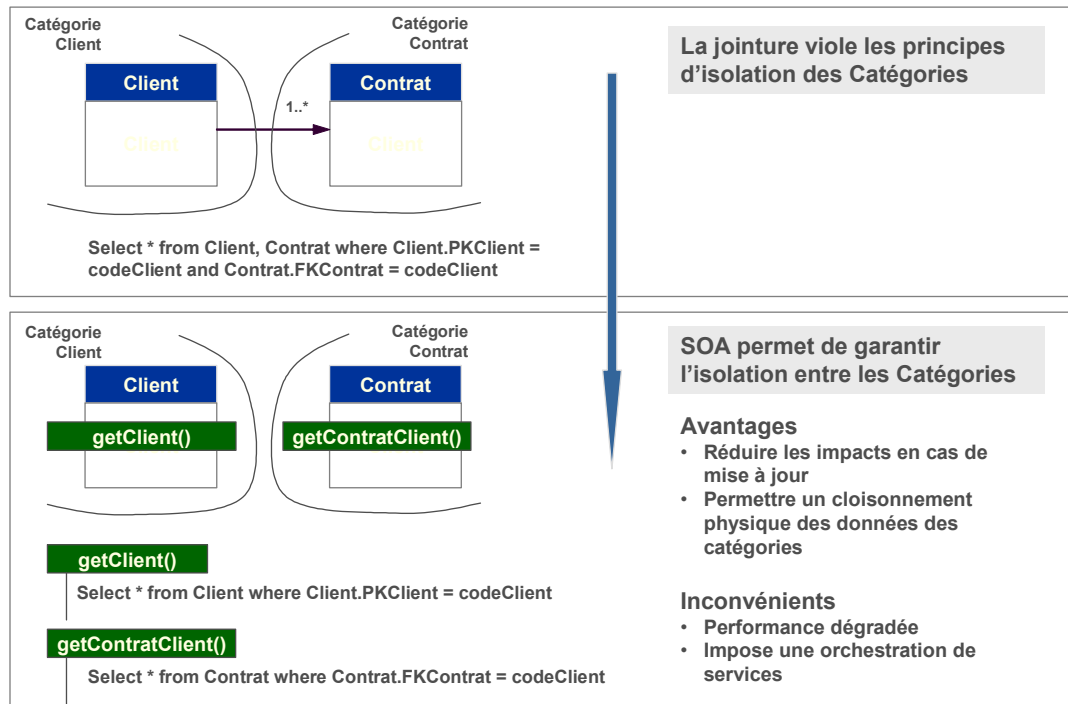 Catégorie
Client
Catégorie
Contrat
Client
Contrat
1..*
Client
Client
Select * from Client, Contrat where Client.PKClient =
codeClient and Contrat.FKContrat = codeClient
La jointure viole les principes
d’isolation des Catégories
Catégorie
Client
Catégorie
Contrat
Client
Contrat
getClient()
getContratClient()
getClient()
Select * from Client where Client.PKClient = codeClient
getContratClient()
Select * from Contrat where Contrat.FKContrat = codeClient
SOA permet de garantir
l’isolation entre les Catégories
Avantages
• Réduire les impacts en cas de
mise à jour
• Permettre un cloisonnement
physique des données des
catégories
Inconvénients
• Performance dégradée
• Impose une orchestration de
services